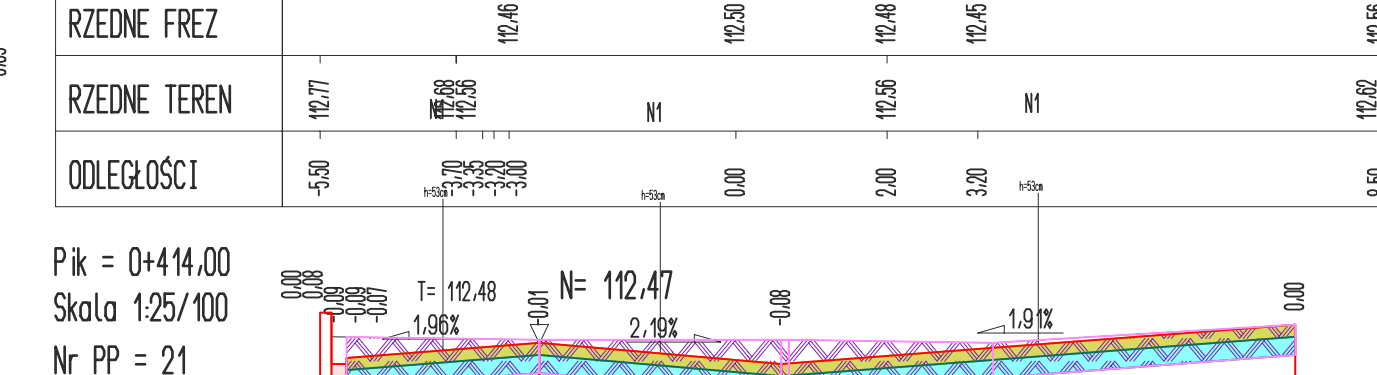 RZEDNE FREZ 112,46 112,50 112,48 112,45
RZEDNE TEREN 112,77 112,68 112,56 N1 112,56 N1 112,62
ODLEGŁOŚCI -5,50 -3,70 -3,35 -3,20 -3,00 0,00 2,00 3,20
h=53cm h=53cm h=53cm
Pik = 0+414,00
Skala 1:25/100
Nr PP = 21
0,00 0,08 -0,09 -0,09 -0,07 -0,01 -0,08 0,00
T= 112,48 N= 112,47
1,96% 2,19% 1,91%